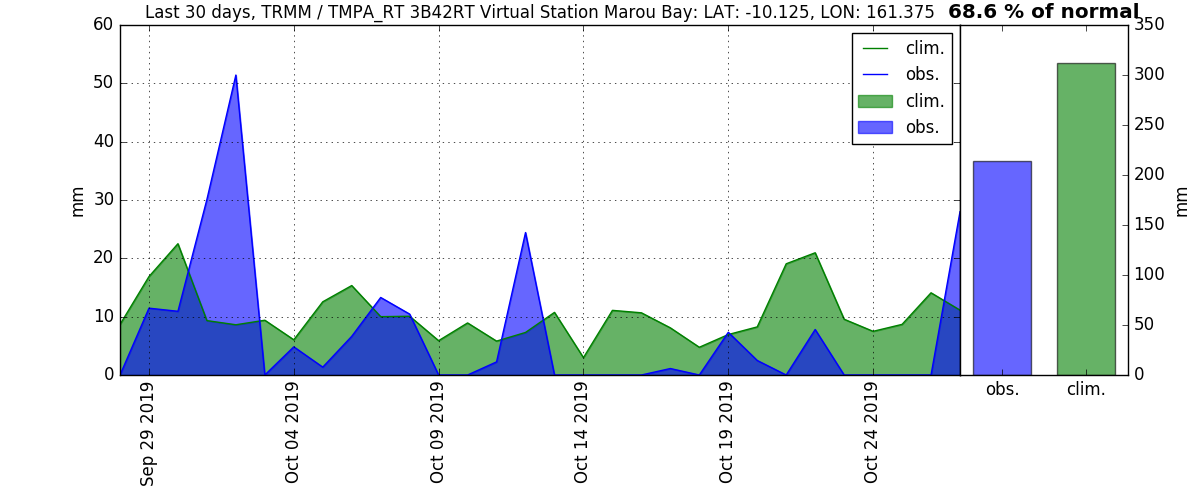 Last 30 days, TRMM / TMPA_RT 3B42RT Virtual Station Marou Bay: LAT: -10.125, LON: 161.375
68.6 % of normal
60
50
40
30
20
10
0
mm
clim.
obs.
clim.
obs.
Sep 29 2019
Oct 04 2019
Oct 09 2019
Oct 14 2019
Oct 19 2019
Oct 24 2019
350
300
250
200
150
100
50
0
mm
obs.
clim.